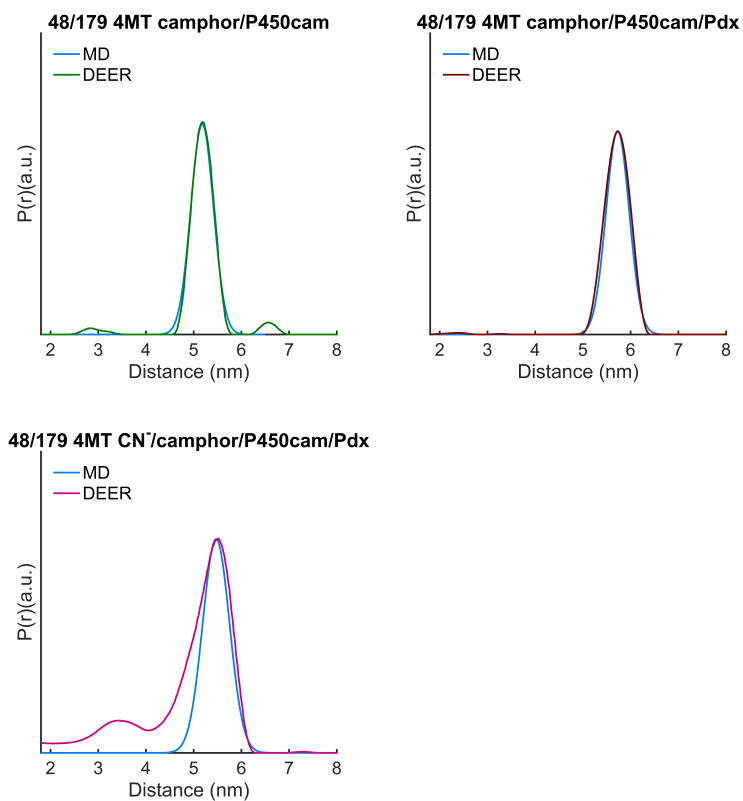 48/179 4MT camphor/P450cam
MD
DEER
P(r)(a.u.)
2 3 4 5 6 7 8
Distance (nm)
48/179 4MT camphor/P450cam/Pdx
MD
DEER
P(r)(a.u.)
2 3 4 5 6 7 8
Distance (nm)
48/179 4MT CN⁻/camphor/P450cam/Pdx
MD
DEER
P(r)(a.u.)
2 3 4 5 6 7 8
Distance (nm)